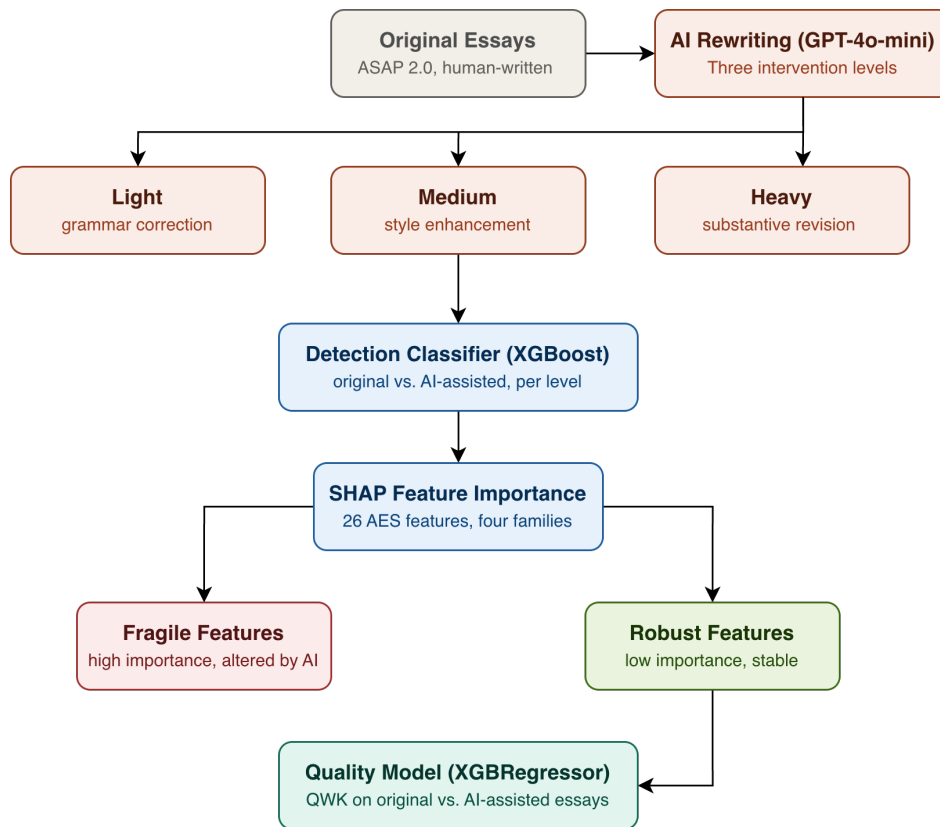 Original Essays
ASAP 2.0, human-written
AI Rewriting (GPT-4o-mini)
Three intervention levels
Light
grammar correction
Medium
style enhancement
Heavy
substantive revision
Detection Classifier (XGBoost)
original vs. AI-assisted, per level
SHAP Feature Importance
26 AES features, four families
Fragile Features
high importance, altered by AI
Robust Features
low importance, stable
Quality Model (XGBRegressor)
QWK on original vs. AI-assisted essays